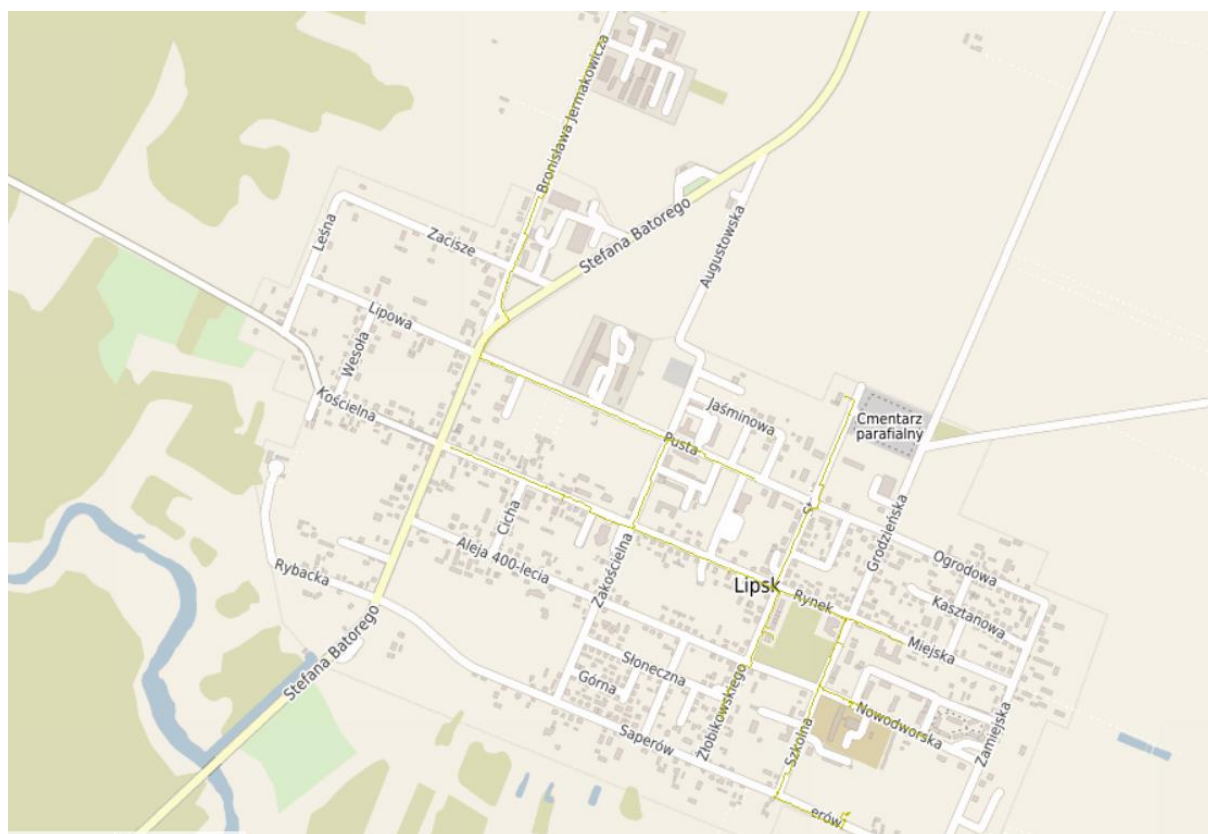 Bronisława Jermakowicza
Stefana Batorego
Augustowska
Leśna
Zacisze
Lipowa
Wesoła
Kościelna
Jaśminowa
Cmentarz
parafialny
Pusta
Cicha
Aleja 400-lecia
Zakościelna
Grodzieńska
Ogrodowa
Kasztanowa
Rybacka
Lipsk
Rynek
Miejska
Stefana Batorego
Słoneczna
Górna
Żłobikowskiego
Szkolna
Nowodworska
Zamiejska
Saperów
erów